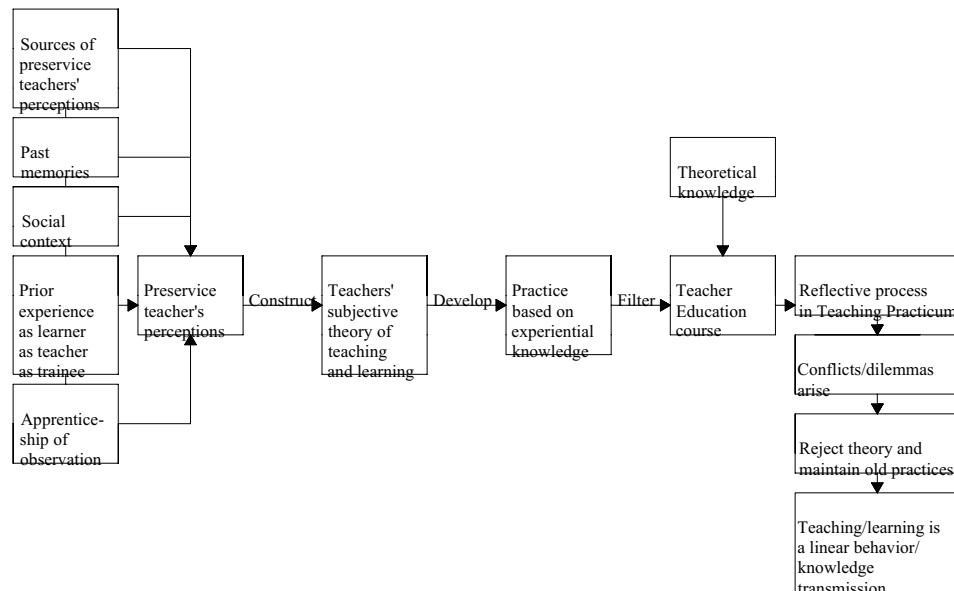 Sources of
preservice
teachers'
perceptions
Past
memories
Social
context
Prior
experience
as learner
as teacher
as trainee
Apprentice-
ship of
observation
Preservice
teacher's
perceptions
Construct
Teachers'
subjective
theory of
teaching
and learning
Develop
Practice
based on
experiential
knowledge
Filter
Theoretical
knowledge
Teacher
Education
course
Reflective process
in Teaching Practicum
Conflicts/dilemmas
arise
Reject theory and
maintain old practices
Teaching/learning is
a linear behavior/
knowledge
transmission